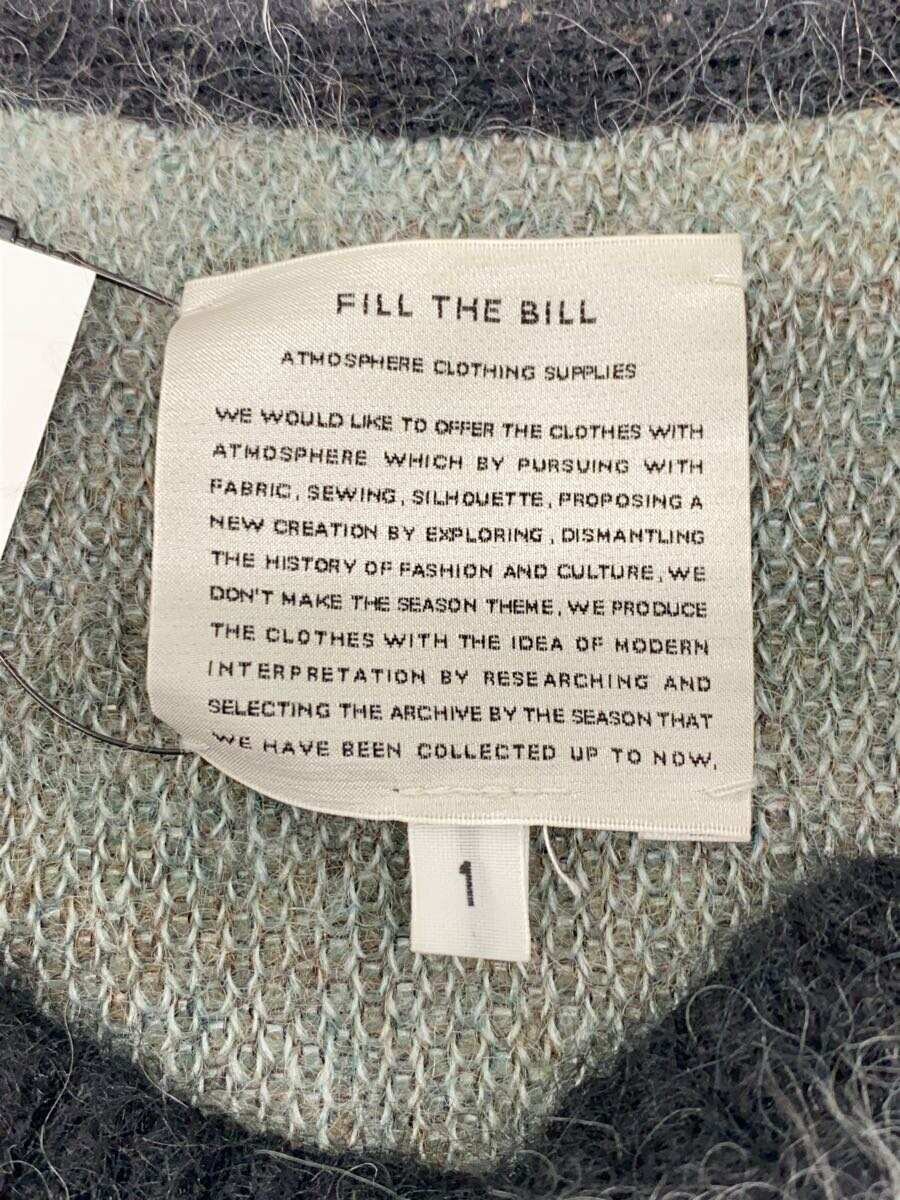 FILL THE BILL
ATMOSPHERE CLOTHING SUPPLIES
WE WOULD LIKE TO OFFER THE CLOTHES WITH
ATMOSPHERE WHICH BY PURSUING WITH
FABRIC, SEWING, SILHOUETTE, PROPOSING A
NEW CREATION BY EXPLORING, DISMANTLING
THE HISTORY OF FASHION AND CULTURE, WE
DON'T MAKE THE SEASON THEME, WE PRODUCE
THE CLOTHES WITH THE IDEA OF MODERN
INTERPRETATION BY RESEARCHING AND
SELECTING THE ARCHIVE BY THE SEASON THAT
WE HAVE BEEN COLLECTED UP TO NOW,
1